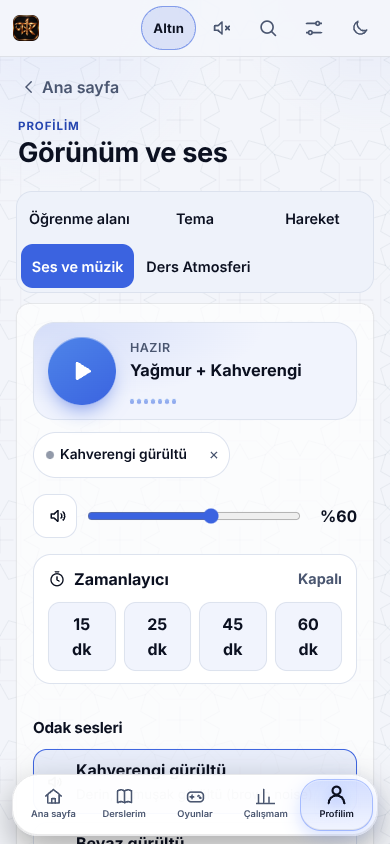 Altın
Ana sayfa
PROFİLİM
Görünüm ve ses
Öğrenme alanı Tema Hareket
Ses ve müzik Ders Atmosferi
HAZIR
Yağmur + Kahverengi
Kahverengi gürültü ×
%60
Zamanlayıcı Kapalı
15 25 45 60
dk dk dk dk
Odak sesleri
Kahverengi gürültü
Ana sayfa Derslerim Oyunlar Çalışmam Profilim
Beyaz gürültü